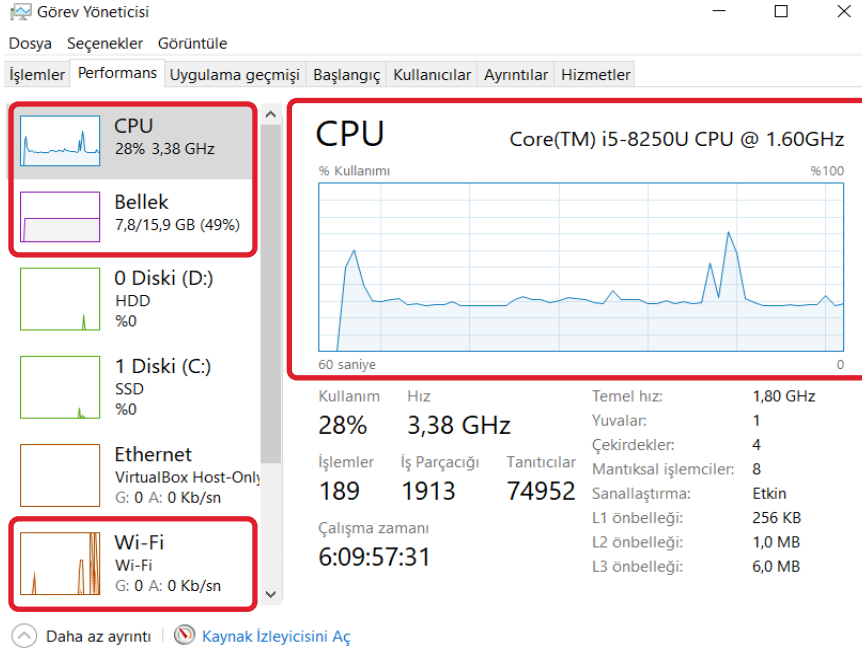 Görev Yöneticisi
Dosya Seçenekler Görüntüle
İşlemler Performans Uygulama geçmişi Başlangıç Kullanıcılar Ayrıntılar Hizmetler
CPU
28% 3,38 GHz
Bellek
7,8/15,9 GB (49%)
0 Diski (D:)
HDD
%0
1 Diski (C:)
SSD
%0
Ethernet
VirtualBox Host-Only
G: 0 A: 0 Kb/sn
Wi-Fi
Wi-Fi
G: 0 A: 0 Kb/sn
CPU Core(TM) i5-8250U CPU @ 1.60GHz
% Kullanımı %100
60 saniye 0
Kullanım Hız
28% 3,38 GHz
İşlemler İş Parçacığı Tanıtıcılar
189 1913 74952
Çalışma zamanı
6:09:57:31
Temel hız: 1,80 GHz
Yuvalar: 1
Çekirdekler: 4
Mantıksal işlemciler: 8
Sanallaştırma: Etkin
L1 önbelleği: 256 KB
L2 önbelleği: 1,0 MB
L3 önbelleği: 6,0 MB
Daha az ayrıntı Kaynak İzleyicisini Aç